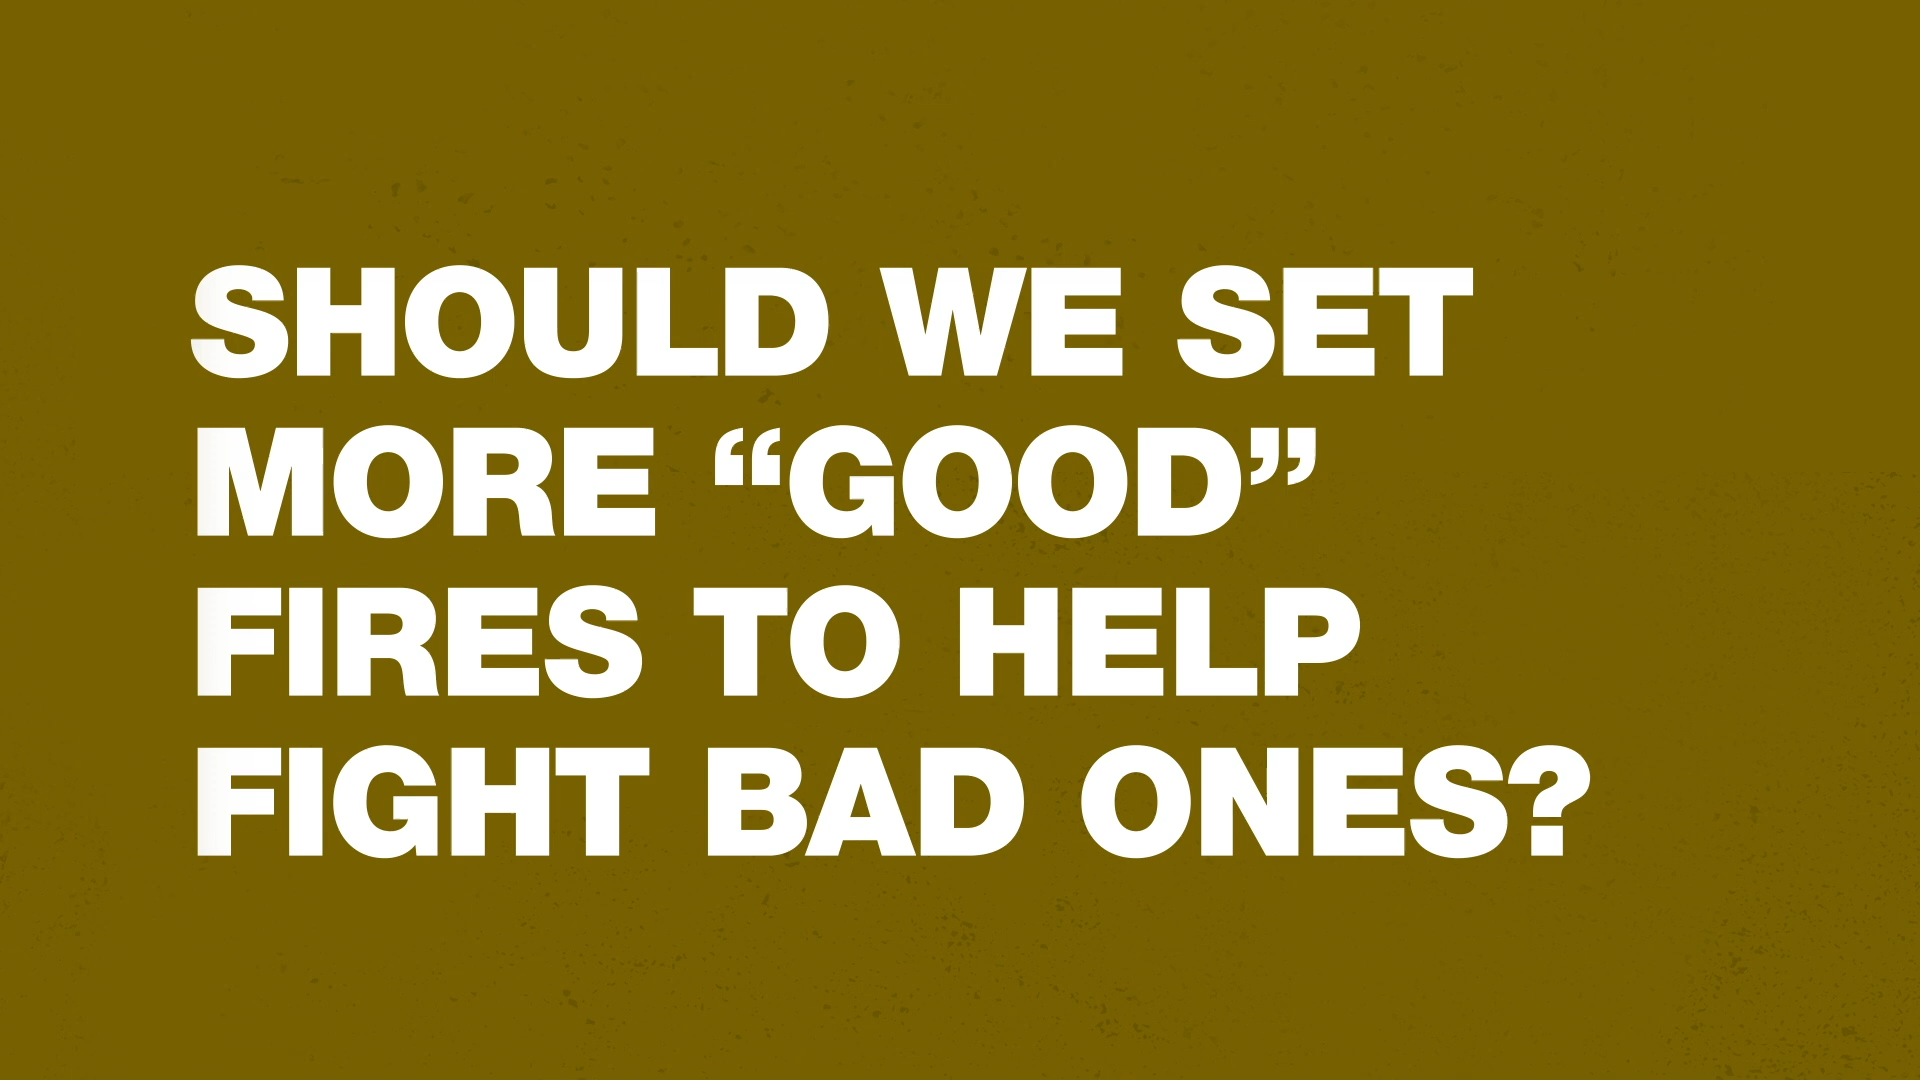 SHOULD WE SET
MORE “GOOD”
FIRES TO HELP
FIGHT BAD ONES?